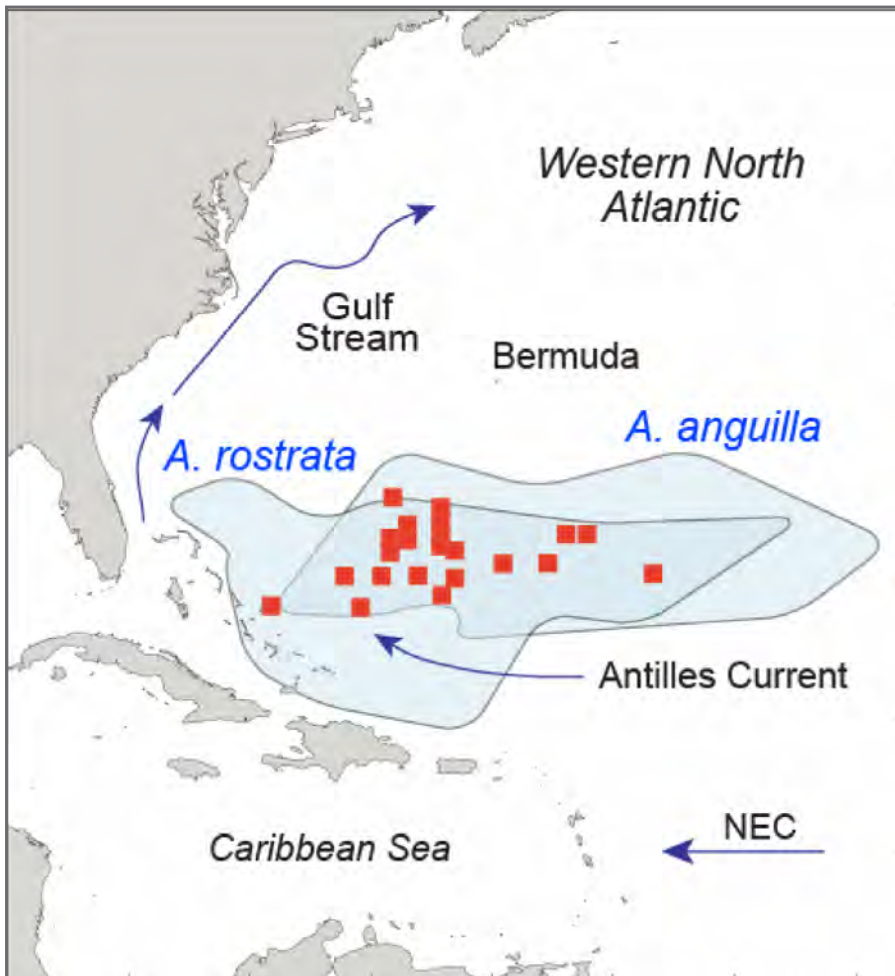 Western North
Atlantic
Gulf
Stream
Bermuda
A. anguilla
A. rostrata
Antilles Current
NEC
Caribbean Sea